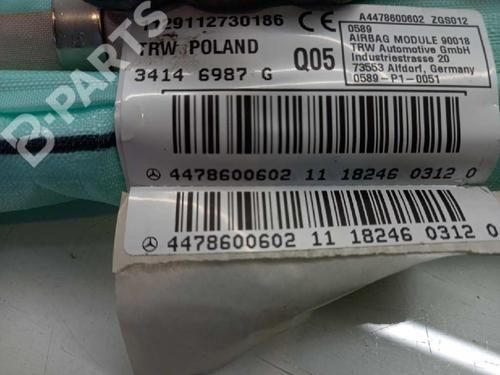 29112730186 CE A4478600602 ZGS012
TRW POLAND Q05
3414 6987 G
0589
AIRBAG MODULE 90018
TRW Automotive GmbH
Industriestrasse 20
73553 Alfdorf, Germany
0589-P1-0051
4478600602 11 18246 0312 0
4478600602 11 18246 0312 0
B-PARTS